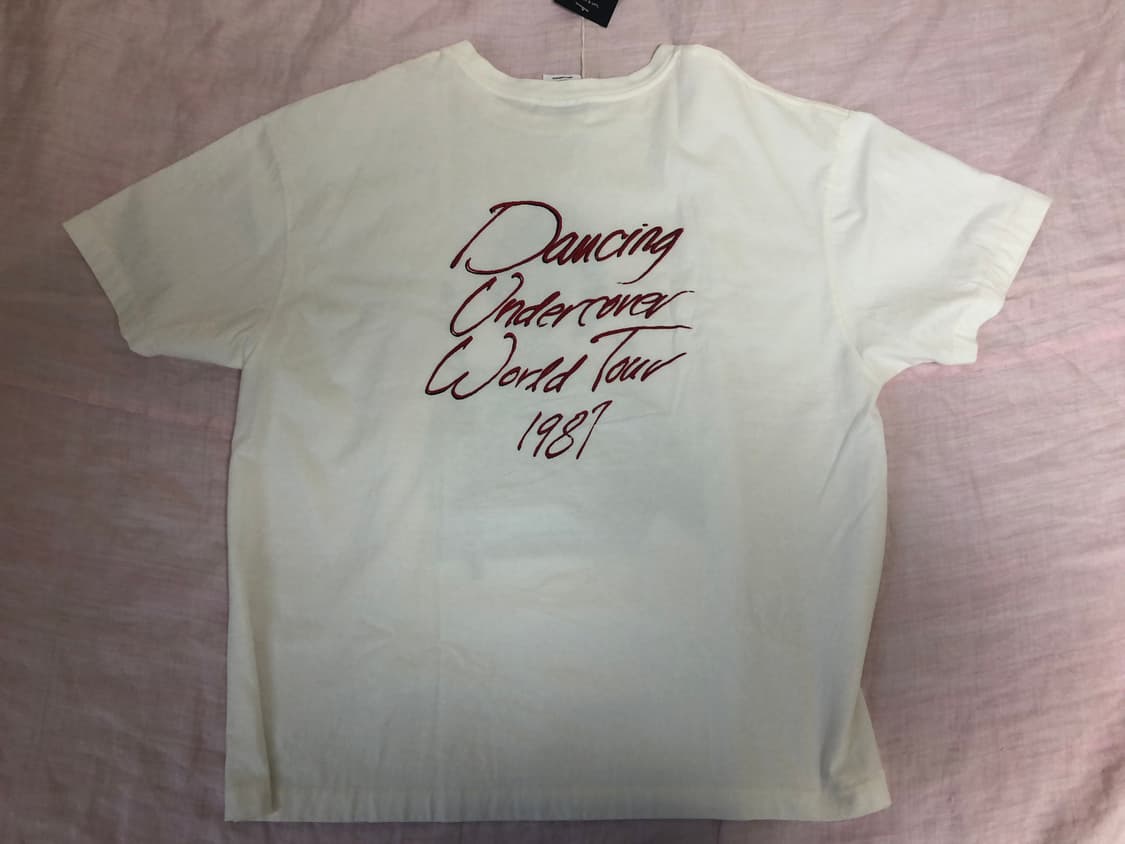 Dancing
Undercover
World Tour
1987